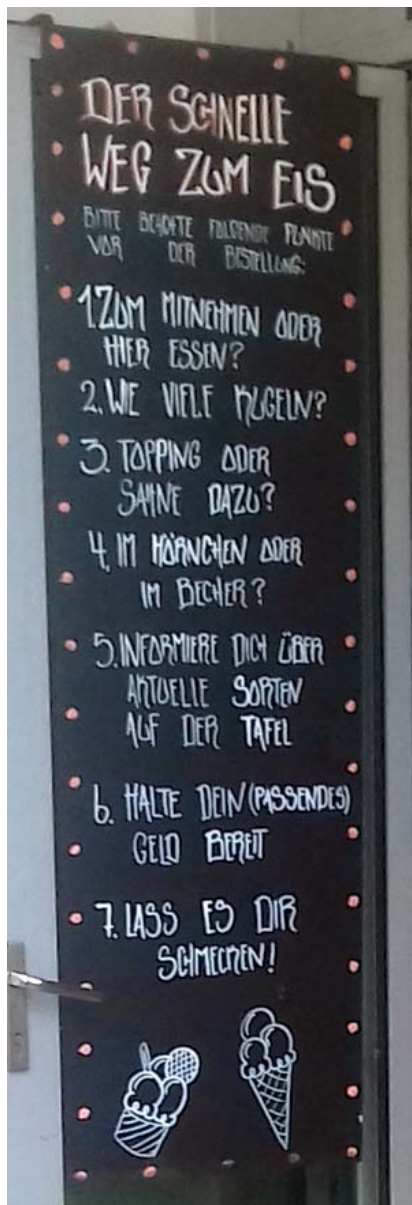 DER SCHNELLE
WEG ZUM EIS
BITTE BEACHTE FOLGENDE PUNKTE
VOR DER BESTELLUNG:
1. ZUM MITNEHMEN ODER
HIER ESSEN?
2. WIE VIELE KUGELN?
3. TOPPING ODER
SAHNE DAZU?
4. IM HÖRNCHEN ODER
IM BECHER?
5. INFORMIERE DICH ÜBER
AKTUELLE SORTEN
AUF DER TAFEL
6. HALTE DEIN (PASSENDES)
GELD BEREIT
7. LASS ES DIR
SCHMECKEN!